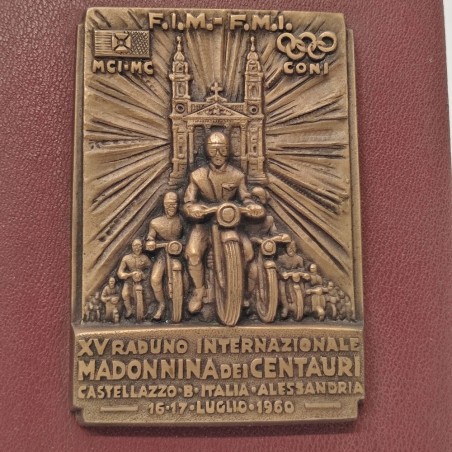 F.I.M.-F.M.I.
MCI·MC
CONI
XV RADUNO INTERNAZIONALE
MADONNINA DEI CENTAURI
CASTELLAZZO·B·ITALIA·ALESSANDRIA
16·17·LUGLIO·1960